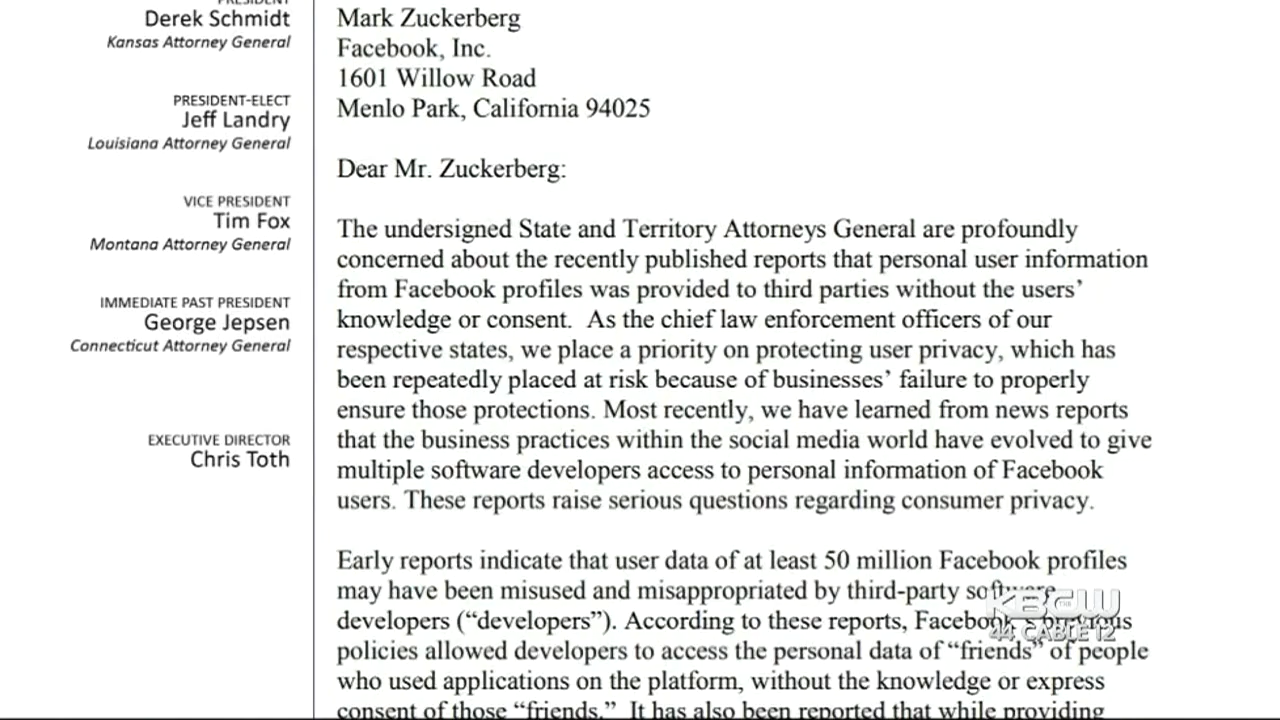 PRESIDENT
Derek Schmidt
Kansas Attorney General
PRESIDENT-ELECT
Jeff Landry
Louisiana Attorney General
VICE PRESIDENT
Tim Fox
Montana Attorney General
IMMEDIATE PAST PRESIDENT
George Jepsen
Connecticut Attorney General
EXECUTIVE DIRECTOR
Chris Toth
Mark Zuckerberg
Facebook, Inc.
1601 Willow Road
Menlo Park, California 94025
Dear Mr. Zuckerberg:
The undersigned State and Territory Attorneys General are profoundly
concerned about the recently published reports that personal user information
from Facebook profiles was provided to third parties without the users’
knowledge or consent.  As the chief law enforcement officers of our
respective states, we place a priority on protecting user privacy, which has
been repeatedly placed at risk because of businesses’ failure to properly
ensure those protections. Most recently, we have learned from news reports
that the business practices within the social media world have evolved to give
multiple software developers access to personal information of Facebook
users. These reports raise serious questions regarding consumer privacy.
Early reports indicate that user data of at least 50 million Facebook profiles
may have been misused and misappropriated by third-party software
developers (“developers”). According to these reports, Facebook’s previous
policies allowed developers to access the personal data of “friends” of people
who used applications on the platform, without the knowledge or express
consent of those “friends.”  It has also been reported that while providing
THE
KBCW
44 CABLE 12